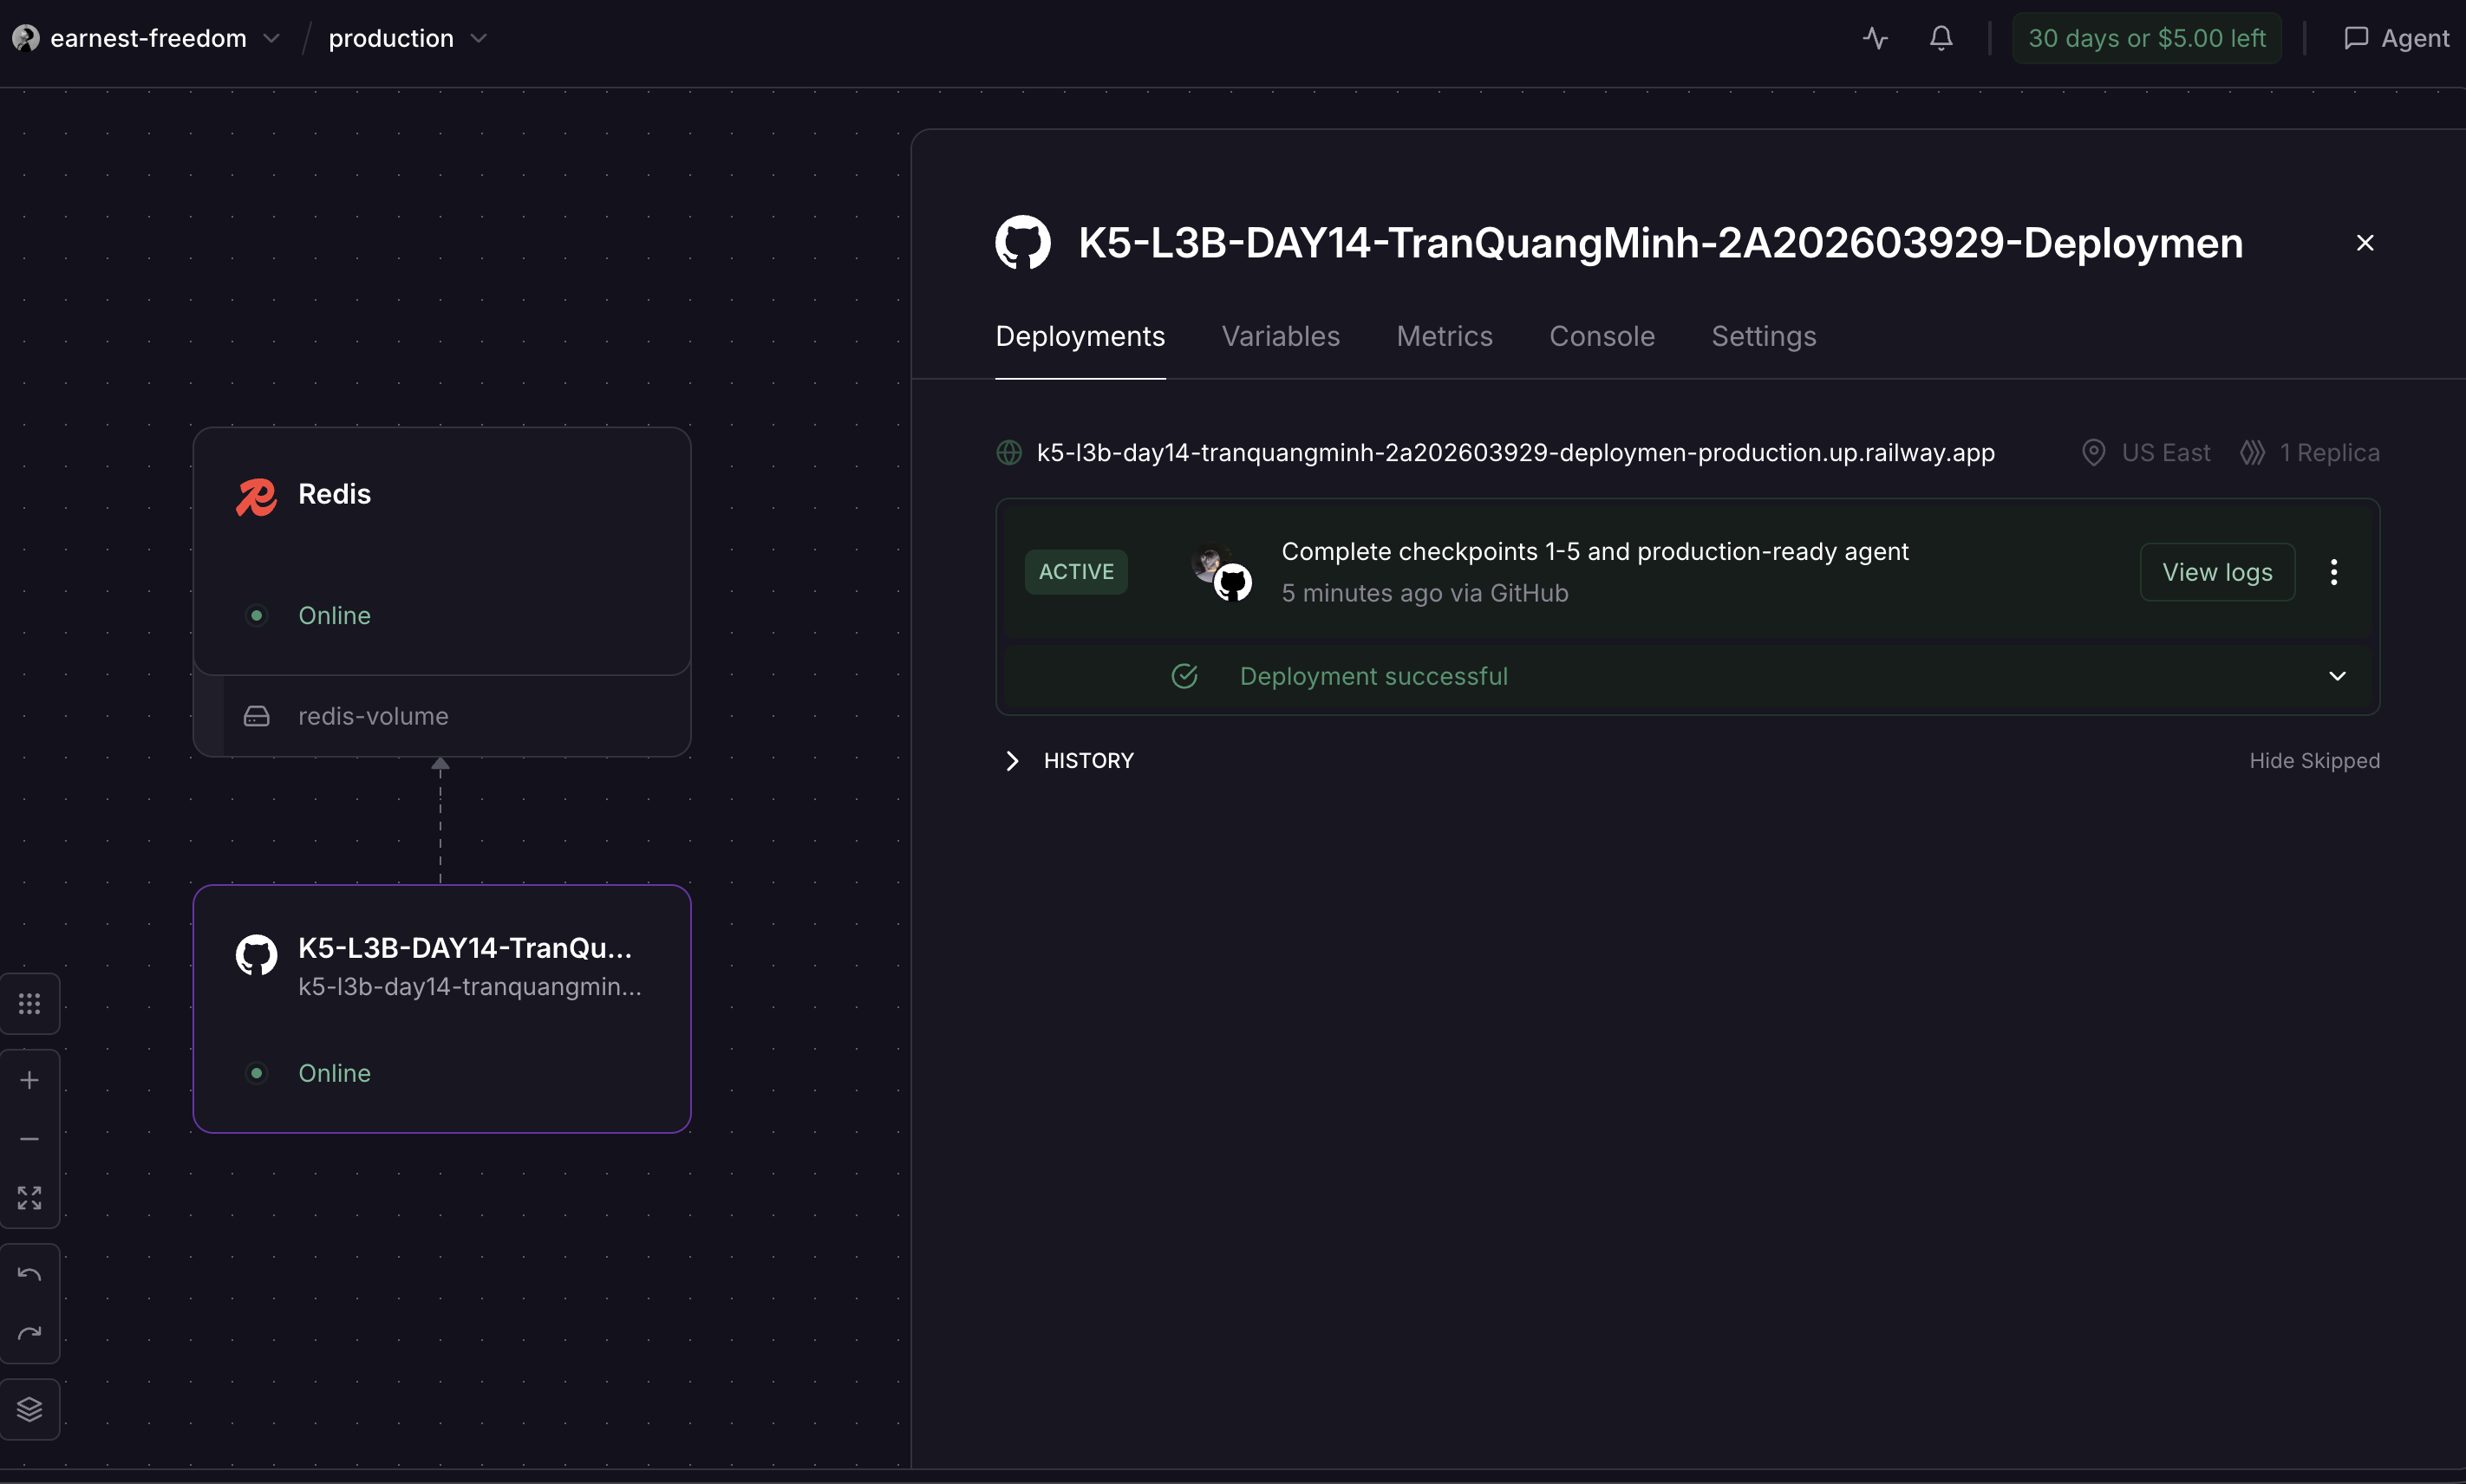 earnest-freedom / production
30 days or $5.00 left
Agent
Redis
Online
redis-volume
K5-L3B-DAY14-TranQu...
k5-l3b-day14-tranquangmin...
Online
K5-L3B-DAY14-TranQuangMinh-2A202603929-Deploymen
Deployments Variables Metrics Console Settings
k5-l3b-day14-tranquangminh-2a202603929-deploymen-production.up.railway.app
US East
1 Replica
ACTIVE
Complete checkpoints 1-5 and production-ready agent
5 minutes ago via GitHub
View logs
Deployment successful
HISTORY
Hide Skipped